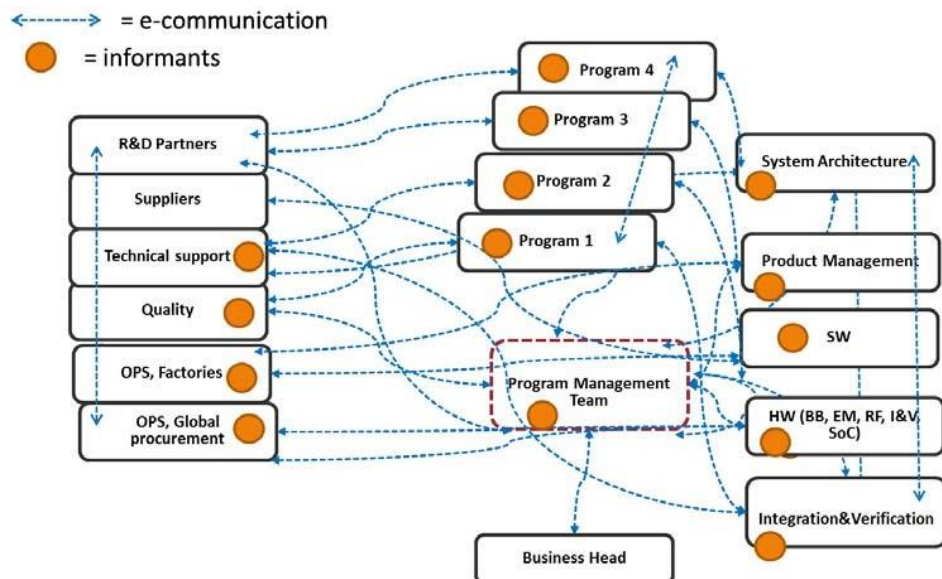 = e-communication
= informants
Program 4
Program 3
Program 2
Program 1
R&D Partners
Suppliers
Technical support
Quality
OPS, Factories
OPS, Global
procurement
Program Management
Team
Business Head
System Architecture
Product Management
SW
HW (BB, EM, RF, I&V,
SoC)
Integration&Verification